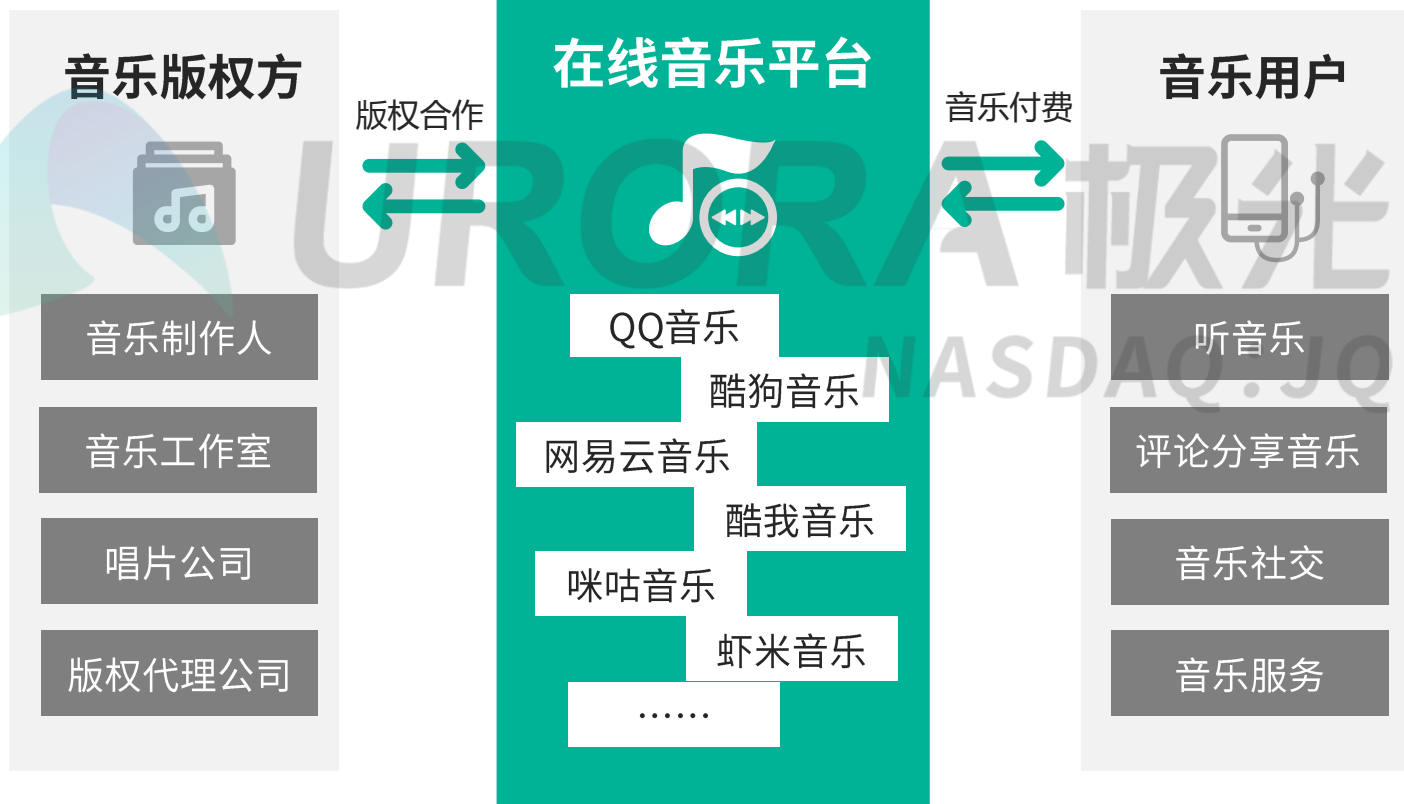 音乐版权方
音乐制作人
音乐工作室
唱片公司
版权代理公司
版权合作
在线音乐平台
QQ音乐
酷狗音乐
网易云音乐
酷我音乐
咪咕音乐
虾米音乐
……
音乐付费
音乐用户
听音乐
评论分享音乐
音乐社交
音乐服务
URORA 极光
NASDAQ:JQ